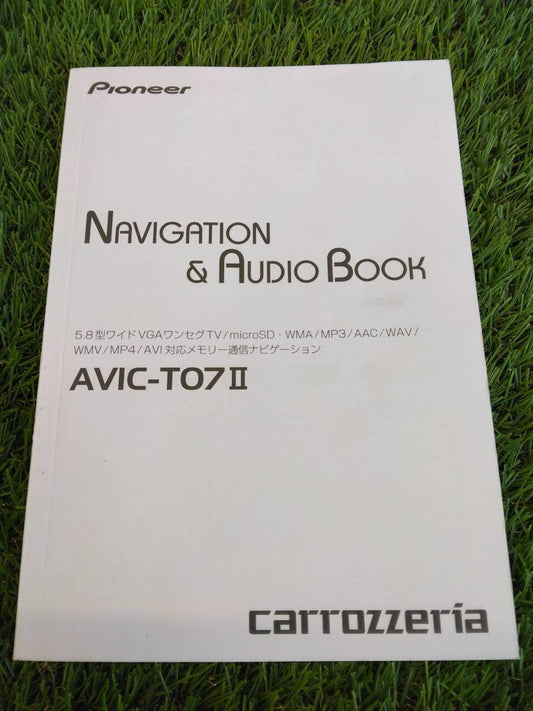 Pioneer
NAVIGATION
& AUDIO BOOK
5.8型ワイドVGAワンセグTV/microSD・WMA/MP3/AAC/WAV/
WMV/MP4/AVI対応メモリー通信ナビゲーション
AVIC-T07Ⅱ
carrozzeria